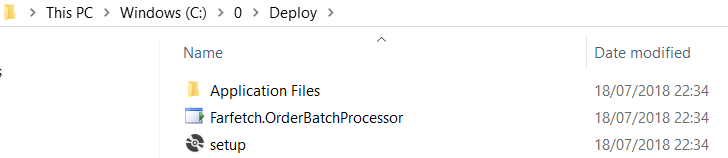 This PC > Windows (C:) > 0 > Deploy >
Name Date modified
Application Files 18/07/2018 22:34
Farfetch.OrderBatchProcessor 18/07/2018 22:34
setup 18/07/2018 22:34